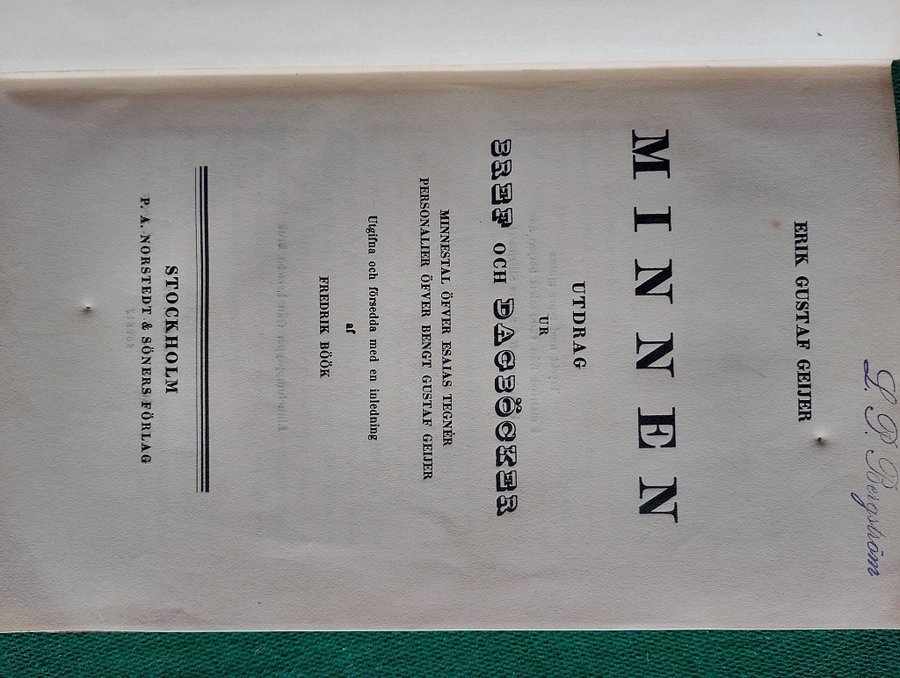 L. P. Bergström
ERIK GUSTAF GEIJER
MINNEN
UTDRAG
UR
BREF OCH DAGBÖCKER
MINNESTAL ÖFVER ESAIAS TEGNÉR
PERSONALIER ÖFVER BENGT GUSTAF GEIJER
Utgifna och försedda med en inledning
af
FREDRIK BÖÖK
STOCKHOLM
P. A. NORSTEDT & SÖNERS FÖRLAG